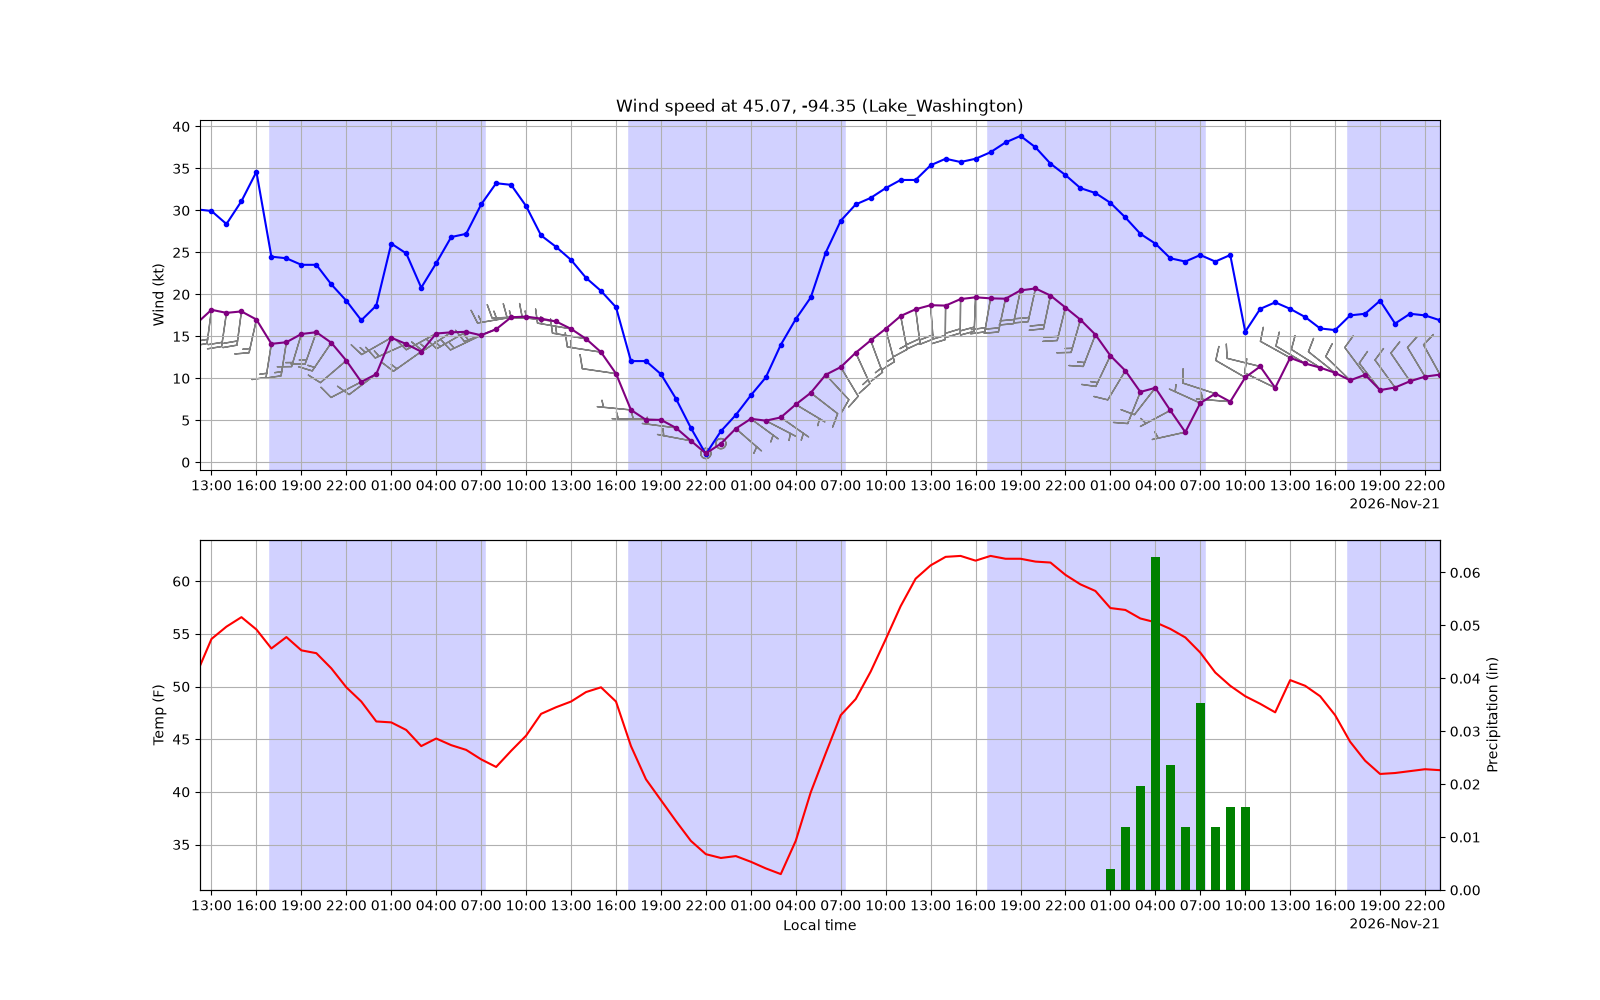 Wind speed at 45.07, -94.35 (Lake_Washington)
Wind (kt)
40
35
30
25
20
15
10
5
0
13:00 16:00 19:00 22:00 01:00 04:00 07:00 10:00 13:00 16:00 19:00 22:00 01:00 04:00 07:00 10:00 13:00 16:00 19:00 22:00 01:00 04:00 07:00 10:00 13:00 16:00 19:00 22:00
2026-Nov-21
Temp (F)
60
55
50
45
40
35
0.06
0.05
0.04
0.03
0.02
0.01
0.00
Precipitation (in)
13:00 16:00 19:00 22:00 01:00 04:00 07:00 10:00 13:00 16:00 19:00 22:00 01:00 04:00 07:00 10:00 13:00 16:00 19:00 22:00 01:00 04:00 07:00 10:00 13:00 16:00 19:00 22:00
Local time
2026-Nov-21